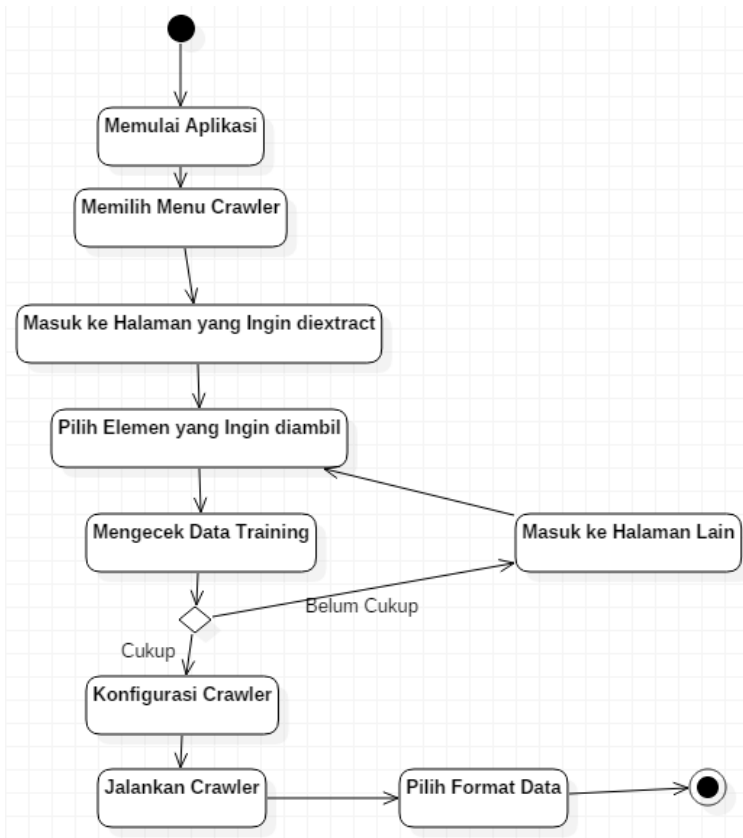 Memulai Aplikasi
Memilih Menu Crawler
Masuk ke Halaman yang Ingin diextract
Pilih Elemen yang Ingin diambil
Mengecek Data Training
Masuk ke Halaman Lain
Belum Cukup
Cukup
Konfigurasi Crawler
Jalankan Crawler
Pilih Format Data